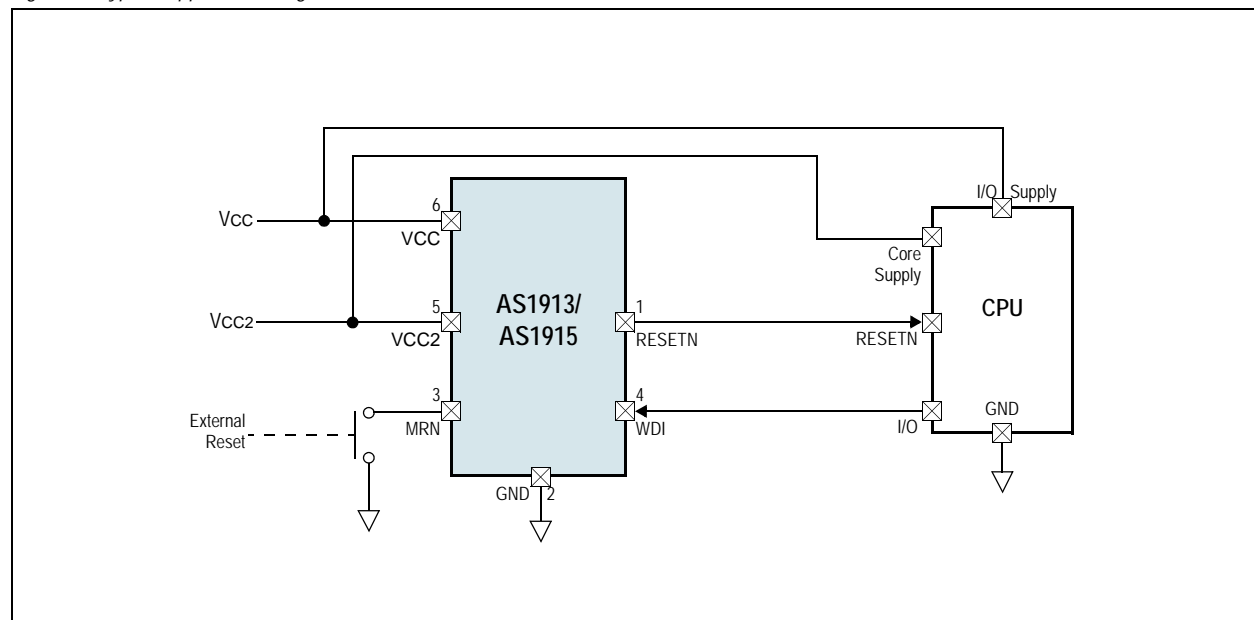 I/O Supply
VCC
6
VCC
Core
Supply
AS1913/
AS1915
CPU
VCC2
5
VCC2
1
RESETN
RESETN
External
Reset
3
MRN
4
WDI
I/O
GND
GND 2